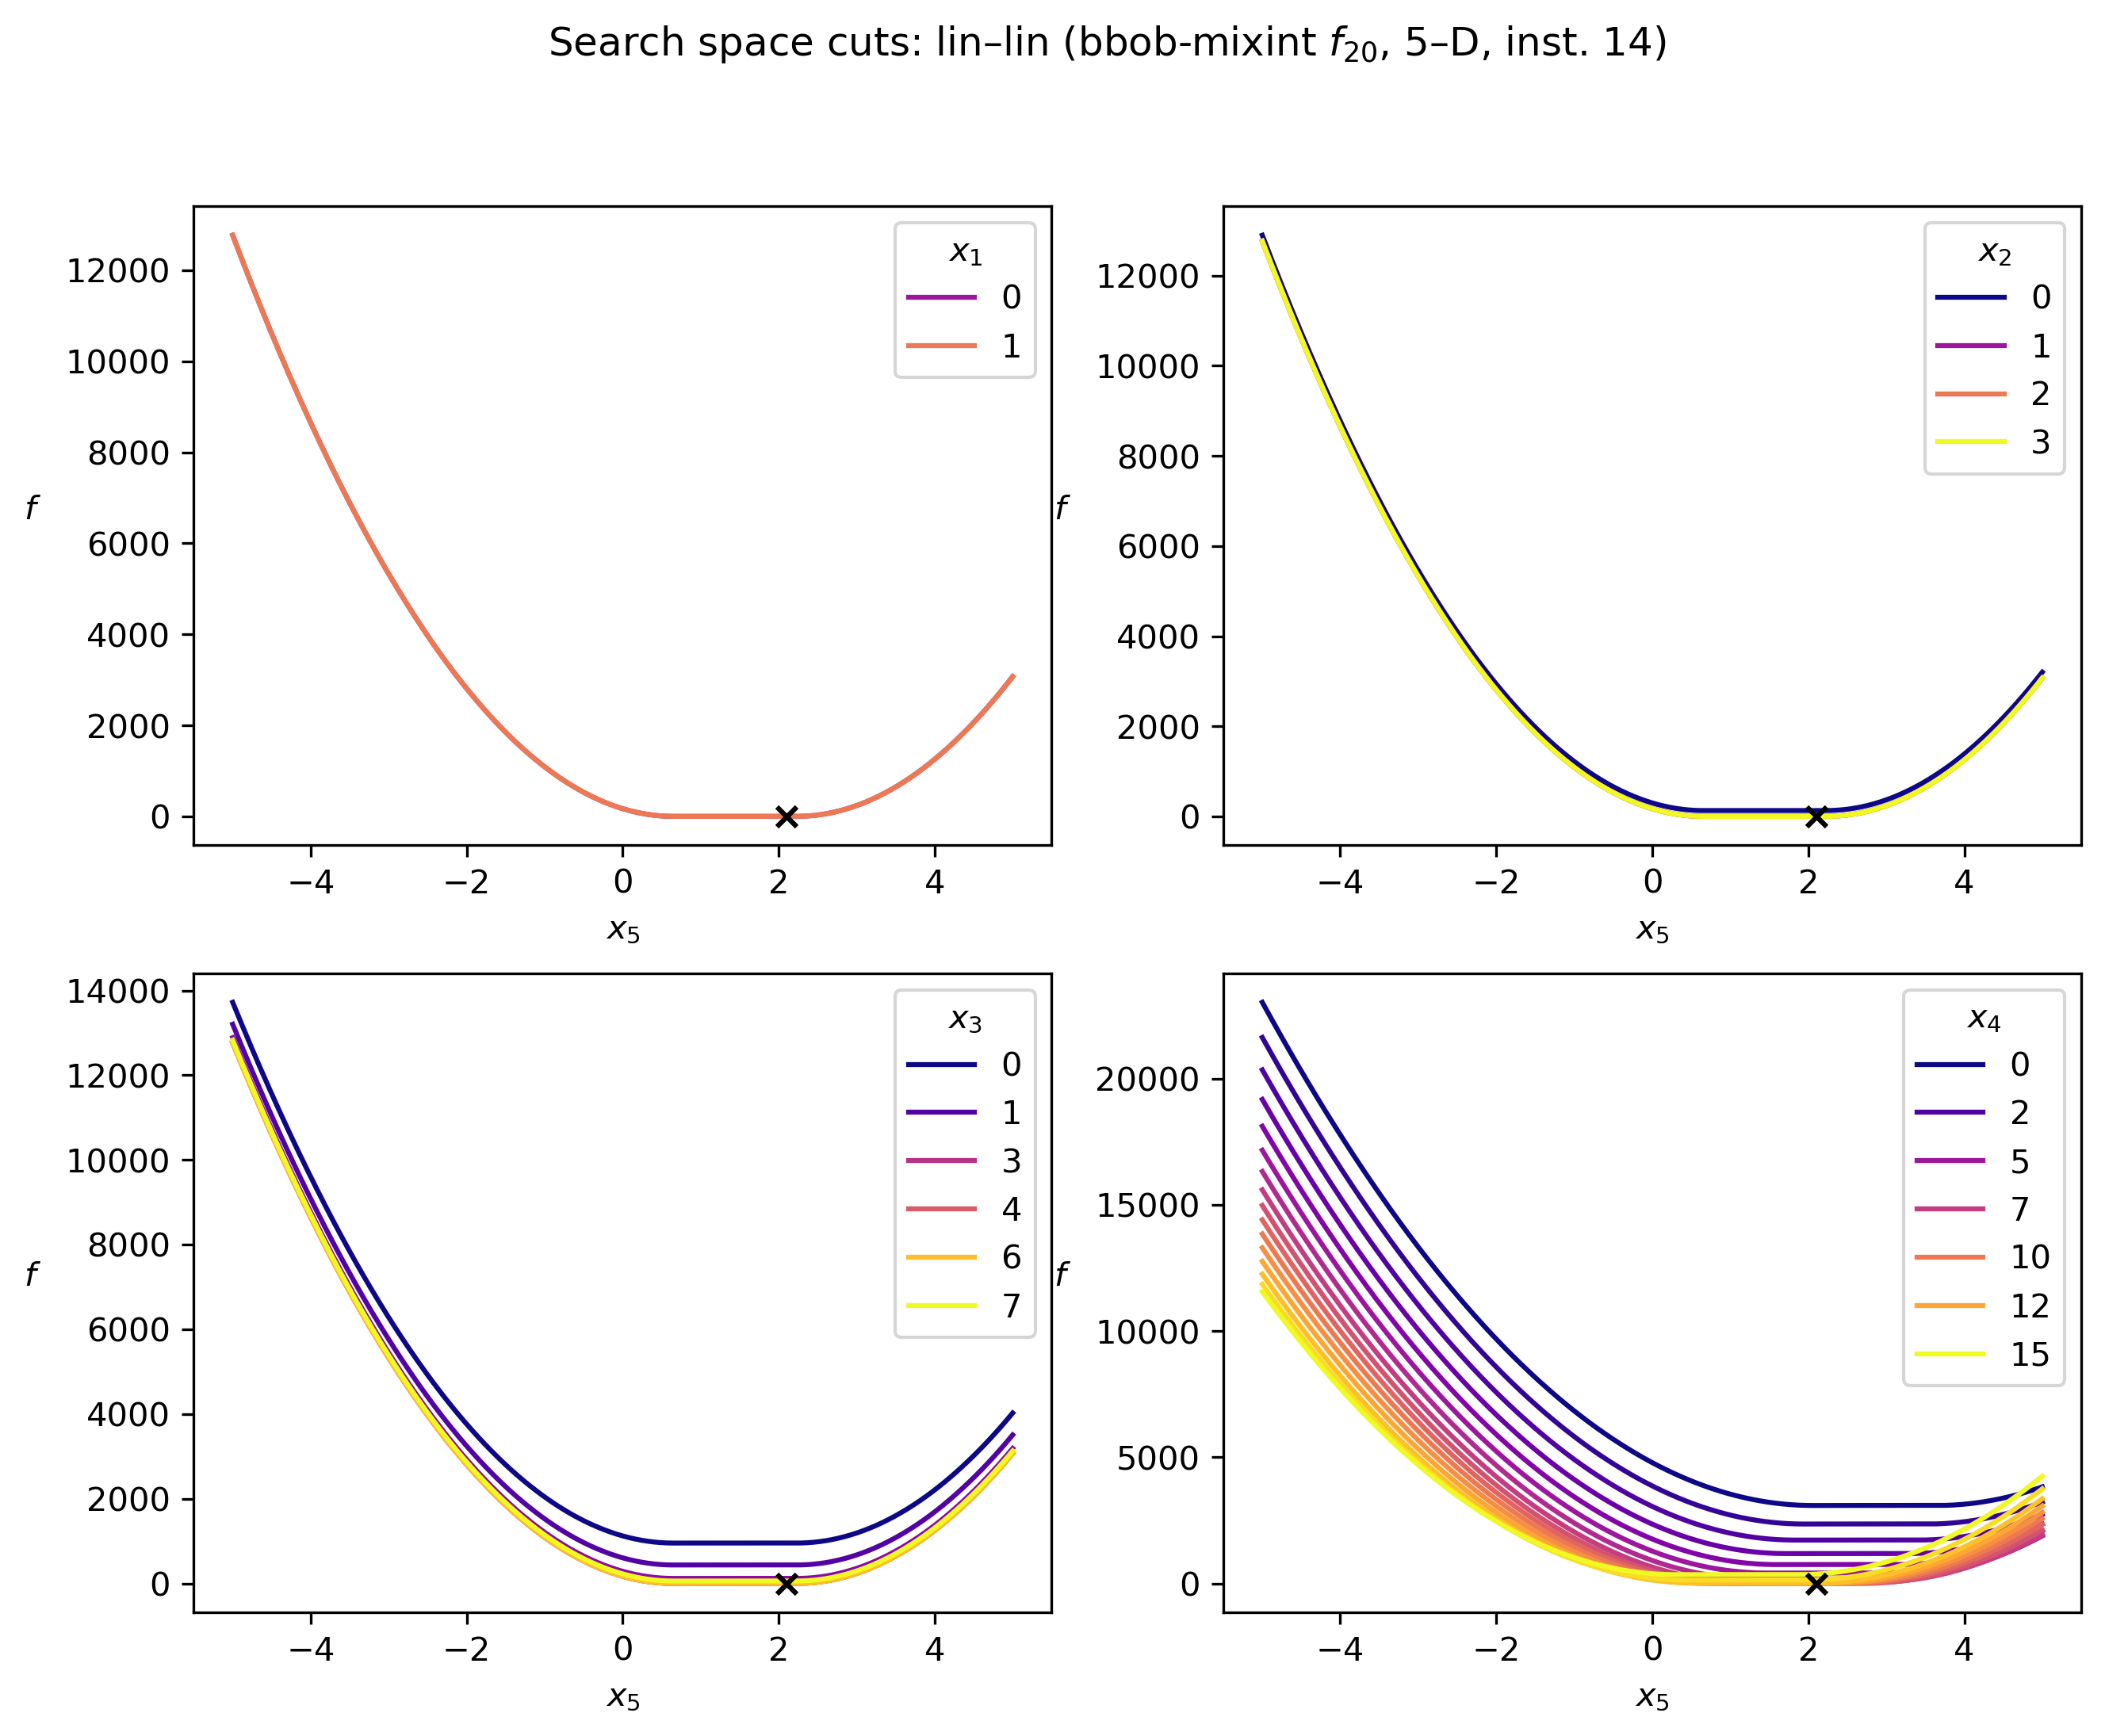 Search space cuts: lin–lin (bbob-mixint f20, 5–D, inst. 14)
x1
0
1
12000
10000
8000
6000
4000
2000
0
f
−4 −2 0 2 4
x5
x2
0
1
2
3
12000
10000
8000
6000
4000
2000
0
f
−4 −2 0 2 4
x5
x3
0
1
3
4
6
7
14000
12000
10000
8000
6000
4000
2000
0
f
−4 −2 0 2 4
x5
x4
0
2
5
7
10
12
15
20000
15000
10000
5000
0
f
−4 −2 0 2 4
x5